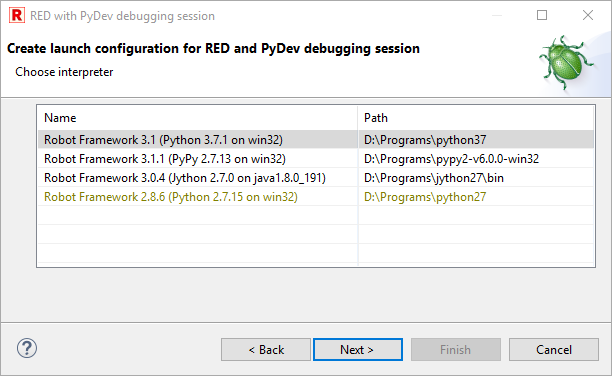 R RED with PyDev debugging session
Create launch configuration for RED and PyDev debugging session
Choose interpreter
Name Path
Robot Framework 3.1 (Python 3.7.1 on win32) D:\Programs\python37
Robot Framework 3.1.1 (PyPy 2.7.13 on win32) D:\Programs\pypy2-v6.0.0-win32
Robot Framework 3.0.4 (Jython 2.7.0 on java1.8.0_191) D:\Programs\jython27\bin
Robot Framework 2.8.6 (Python 2.7.15 on win32) D:\Programs\python27
? < Back Next > Finish Cancel